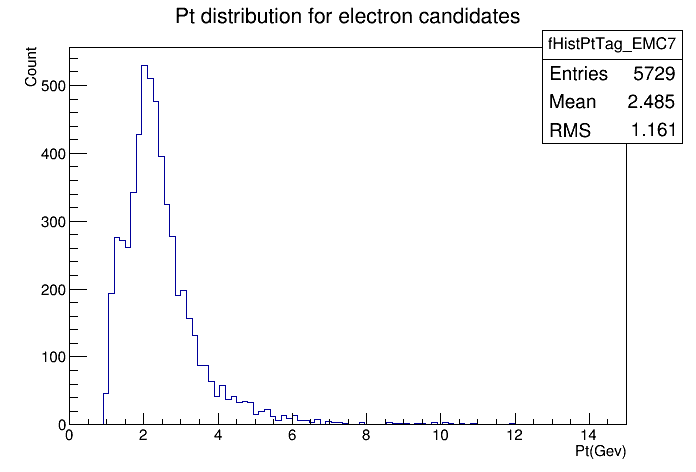 Pt distribution for electron candidates
fHistPtTag_EMC7
Entries 5729
Mean 2.485
RMS 1.161
Count
500
400
300
200
100
0
0 2 4 6 8 10 12 14
Pt(Gev)